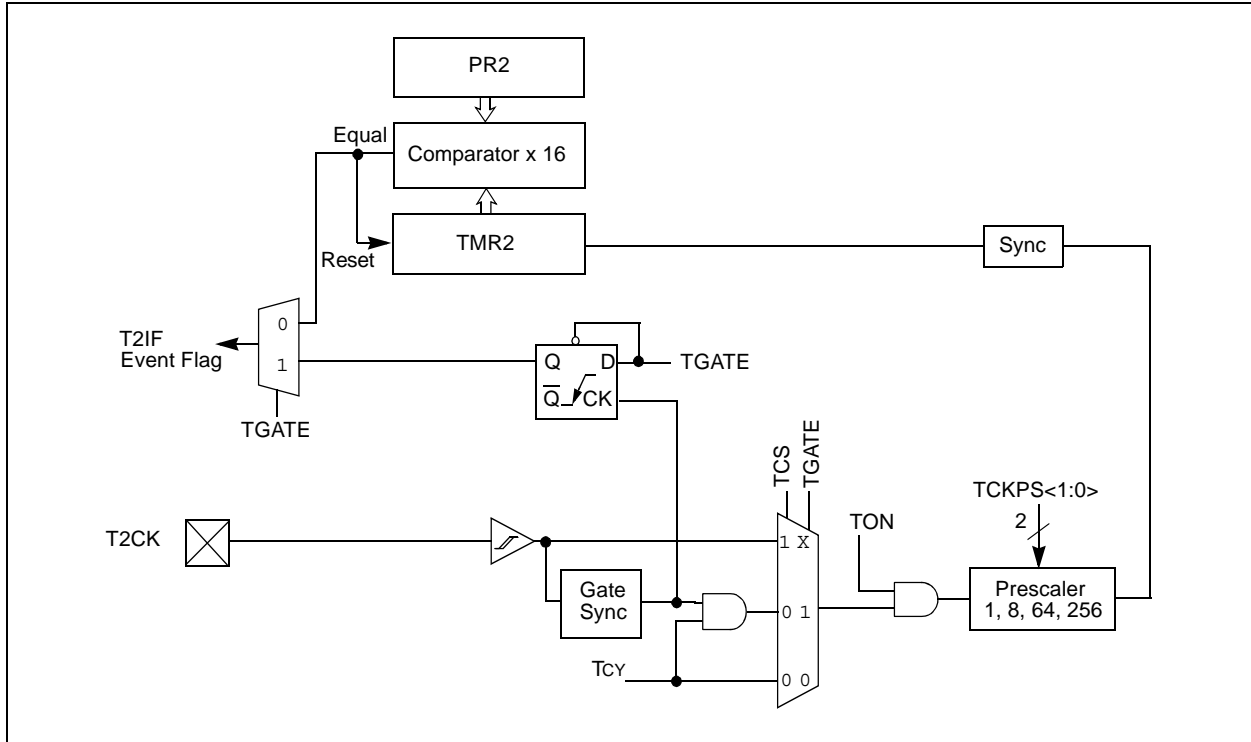 PR2
Equal
Comparator x 16
TMR2
Reset
Sync
0
1
T2IF
Event Flag
TGATE
Q D
Q CK
TGATE
TCS
TGATE
TCKPS<1:0>
2
TON
T2CK
1 X
Gate
Sync
0 1
Prescaler
1, 8, 64, 256
TCY
0 0